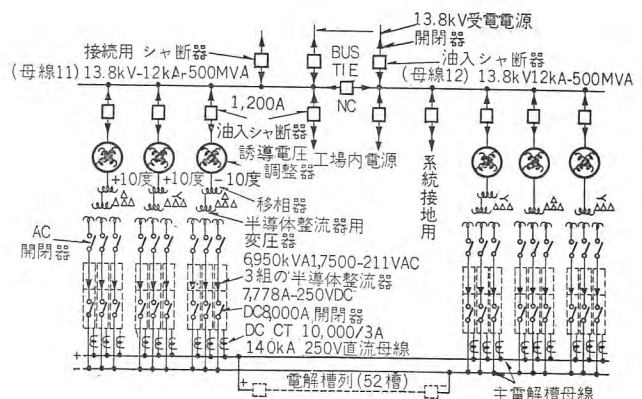 13.8kV受電電源
開閉器
接続用シャ断器
BUS
TIE
油入シャ断器
(母線11) 13.8kV-12kA-500MVA
(母線12) 13.8kV12kA-500MVA
NC
1,200A
油入シャ断器
誘導電圧
調整器
工場内電源
系統接地用
+10度
+10度
-10度
移相器
半導体整流器用
変圧器
AC
開閉器
6,950kVA1,7500-211VAC
3組の半導体整流器
7,778A-250VDC
DC8,000A開閉器
DC CT 10,000/3A
140kA 250V直流母線
+
-
+
電解槽列(52槽)
-
主電解槽母線